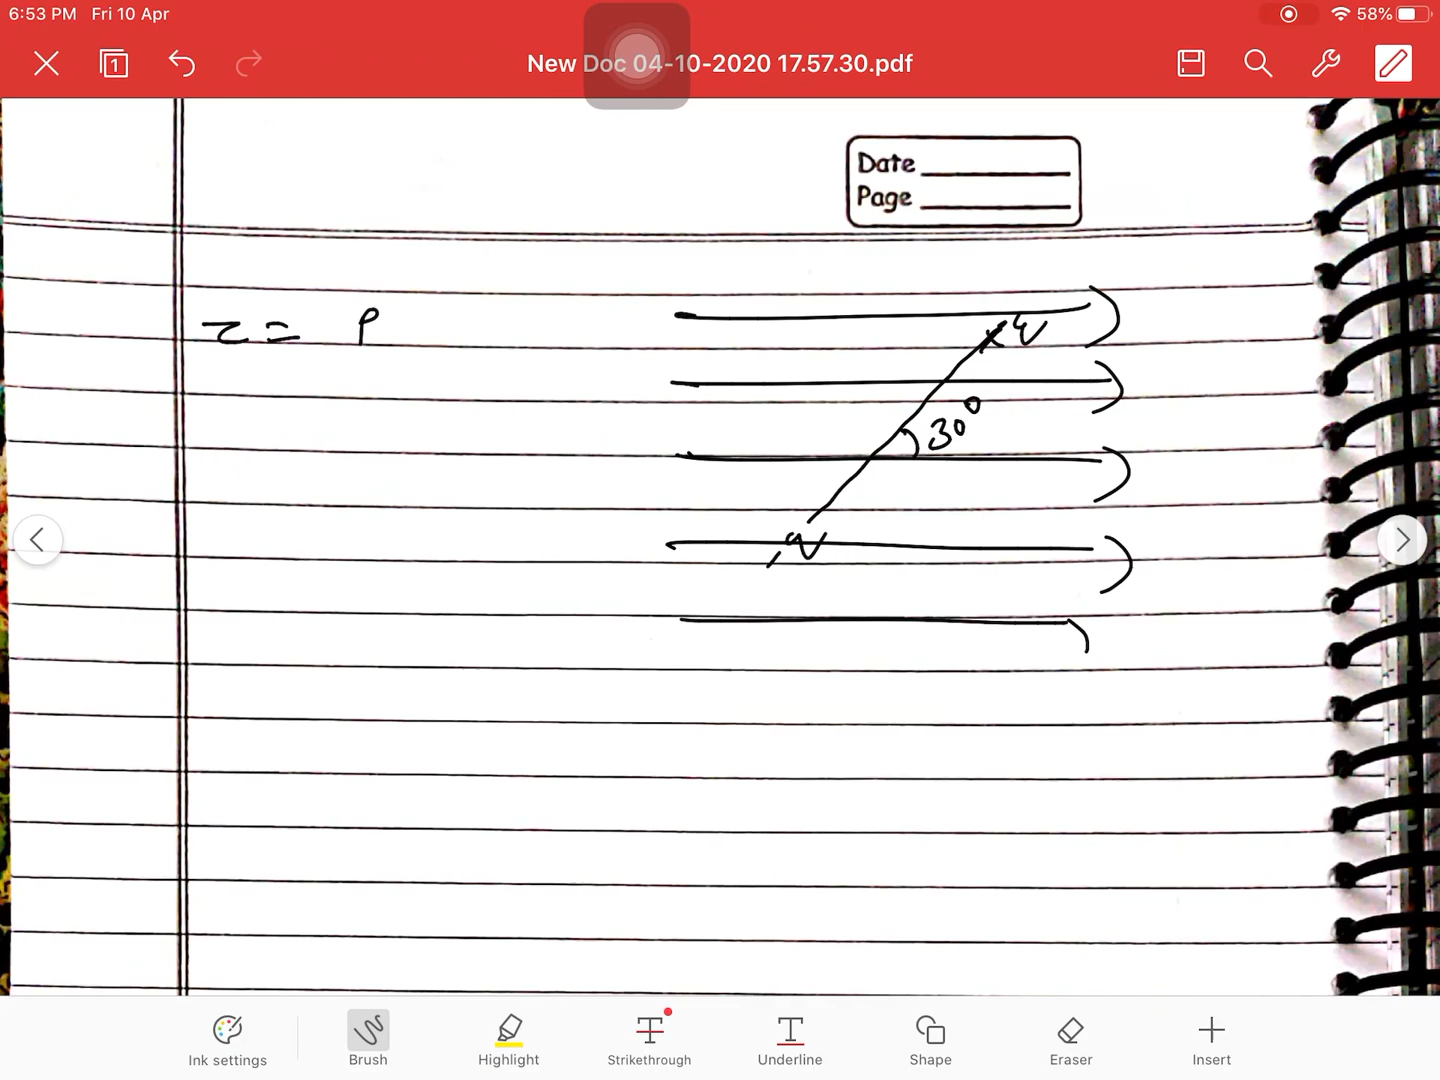 6:53 PM Fri 10 Apr 58%
1 New Doc 04-10-2020 17.57.30.pdf
Date
Page
τ = P
30°
Ink settings Brush Highlight Strikethrough Underline Shape Eraser Insert